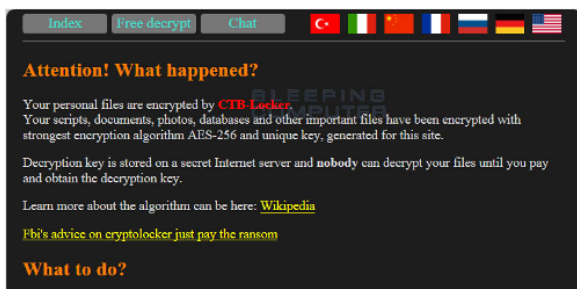 Index Free decrypt Chat
Attention! What happened?
BLEEPING
COMPUTER
Your personal files are encrypted by CTB-Locker.
Your scripts, documents, photos, databases and other important files have been encrypted with
strongest encryption algorithm AES-256 and unique key, generated for this site.
Decryption key is stored on a secret Internet server and nobody can decrypt your files until you pay
and obtain the decryption key.
Learn more about the algorithm can be here: Wikipedia
Fbi's advice on cryptolocker just pay the ransom
What to do?